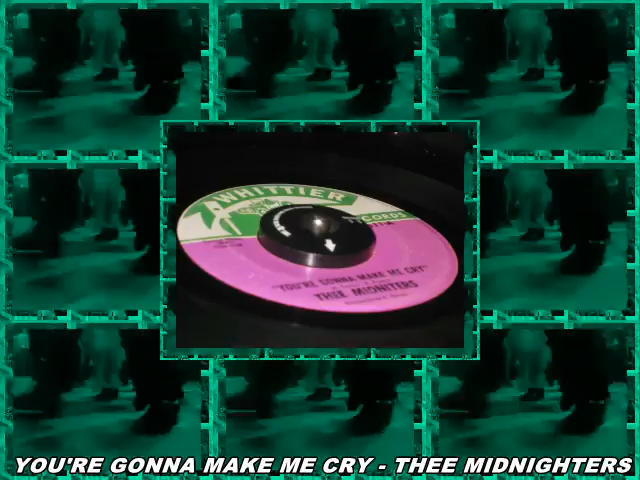 WHITTIER
RECORDS
"YOU'RE GONNA MAKE ME CRY"
THEE MIDNITERS
YOU'RE GONNA MAKE ME CRY - THEE MIDNIGHTERS